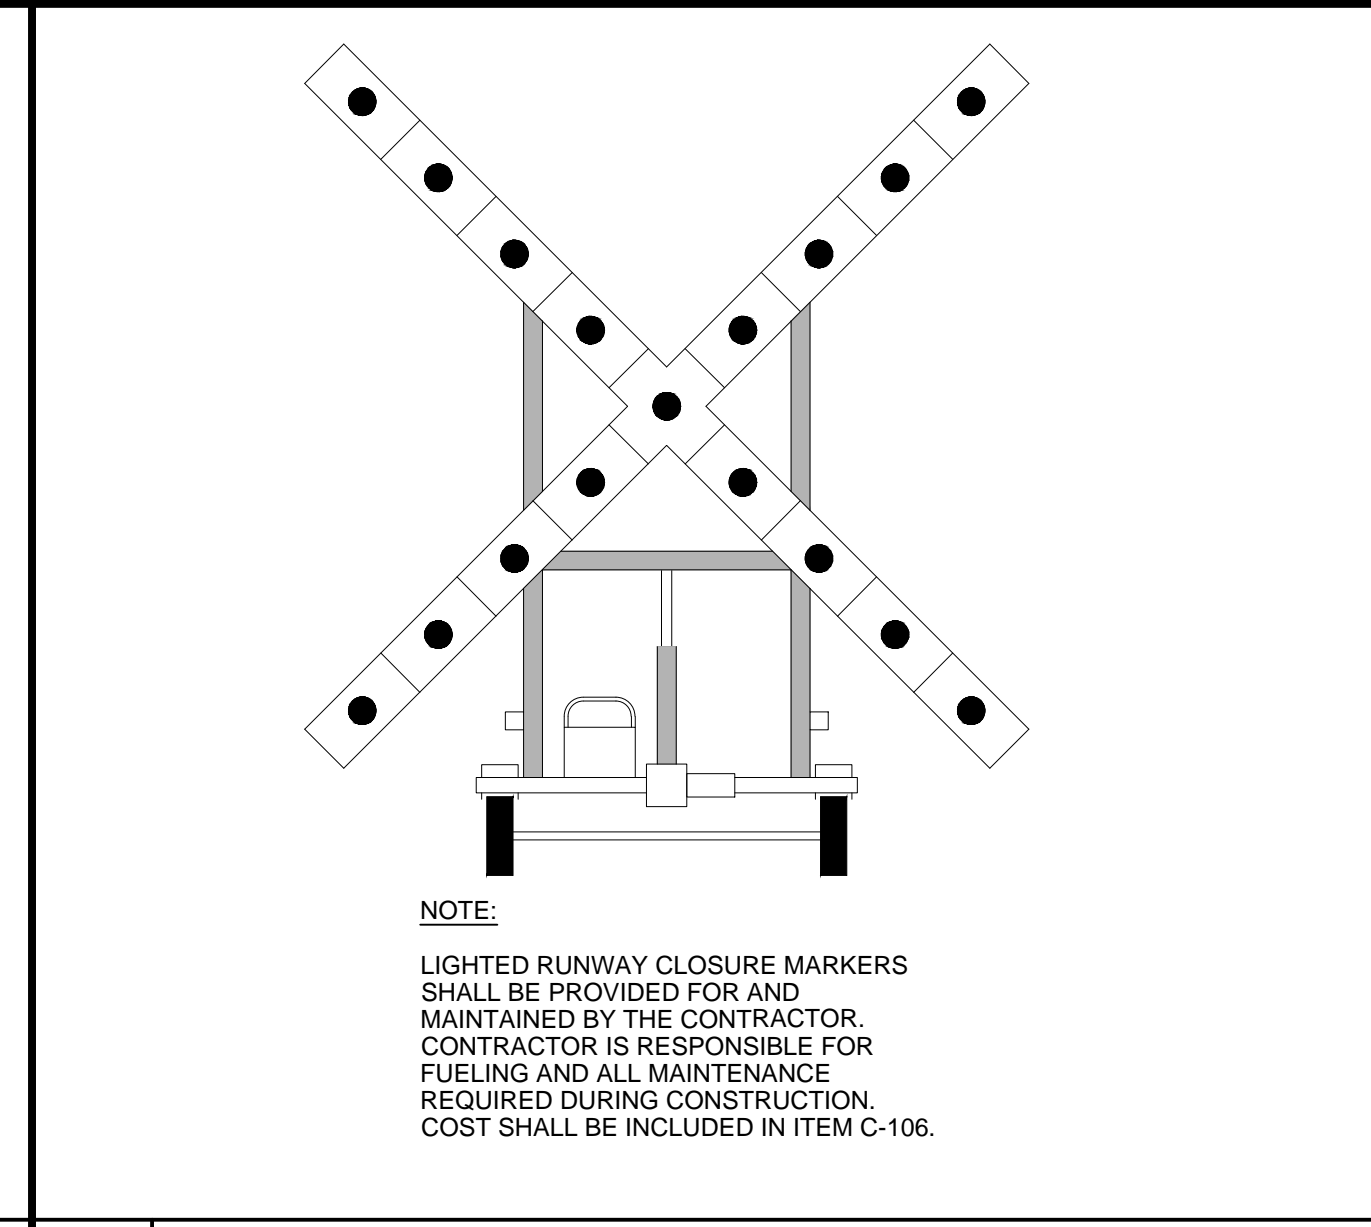 NOTE:
LIGHTED RUNWAY CLOSURE MARKERS
SHALL BE PROVIDED FOR AND
MAINTAINED BY THE CONTRACTOR.
CONTRACTOR IS RESPONSIBLE FOR
FUELING AND ALL MAINTENANCE
REQUIRED DURING CONSTRUCTION.
COST SHALL BE INCLUDED IN ITEM C-106.